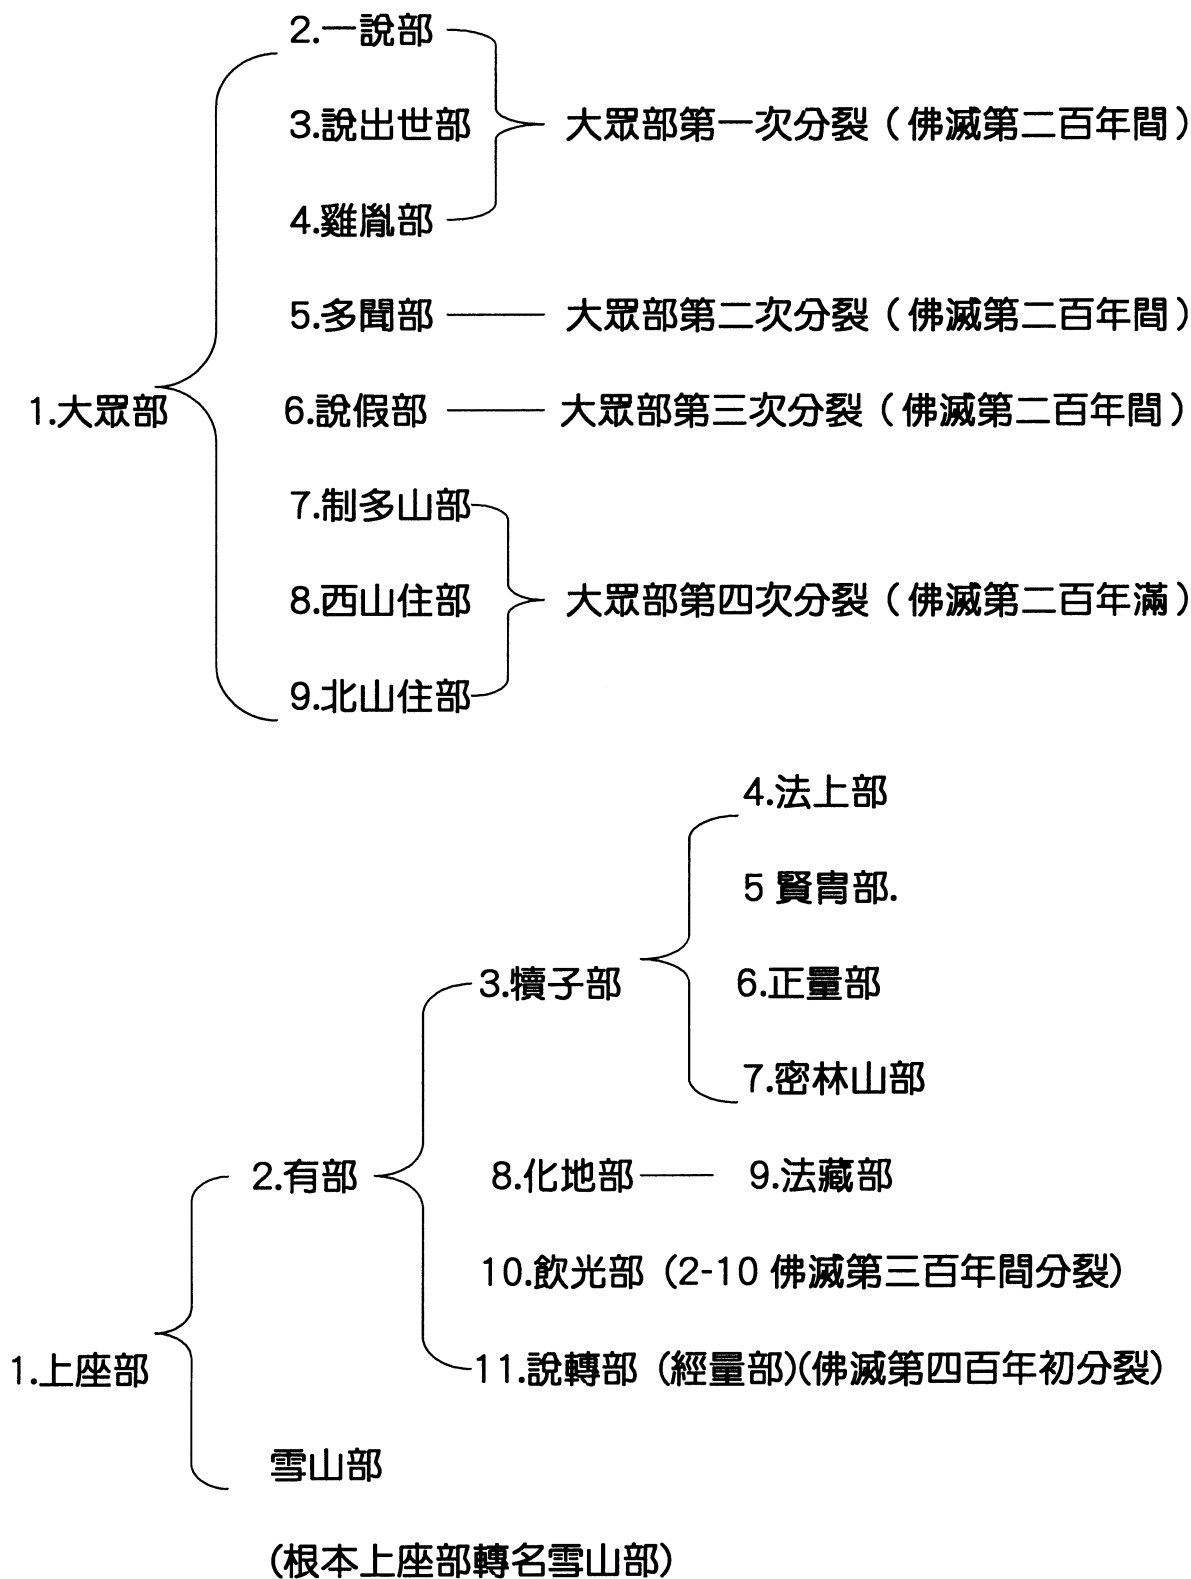 2.一說部
3.說出世部 大眾部第一次分裂（佛滅第二百年間）
4.雞胤部
5.多聞部 大眾部第二次分裂（佛滅第二百年間）
1.大眾部 6.說假部 大眾部第三次分裂（佛滅第二百年間）
7.制多山部
8.西山住部 大眾部第四次分裂（佛滅第二百年滿）
9.北山住部
4.法上部
5 賢冑部.
3.犢子部 6.正量部
7.密林山部
2.有部 8.化地部 9.法藏部
10.飲光部 (2-10 佛滅第三百年間分裂)
1.上座部 11.說轉部 (經量部)(佛滅第四百年初分裂)
雪山部
(根本上座部轉名雪山部)